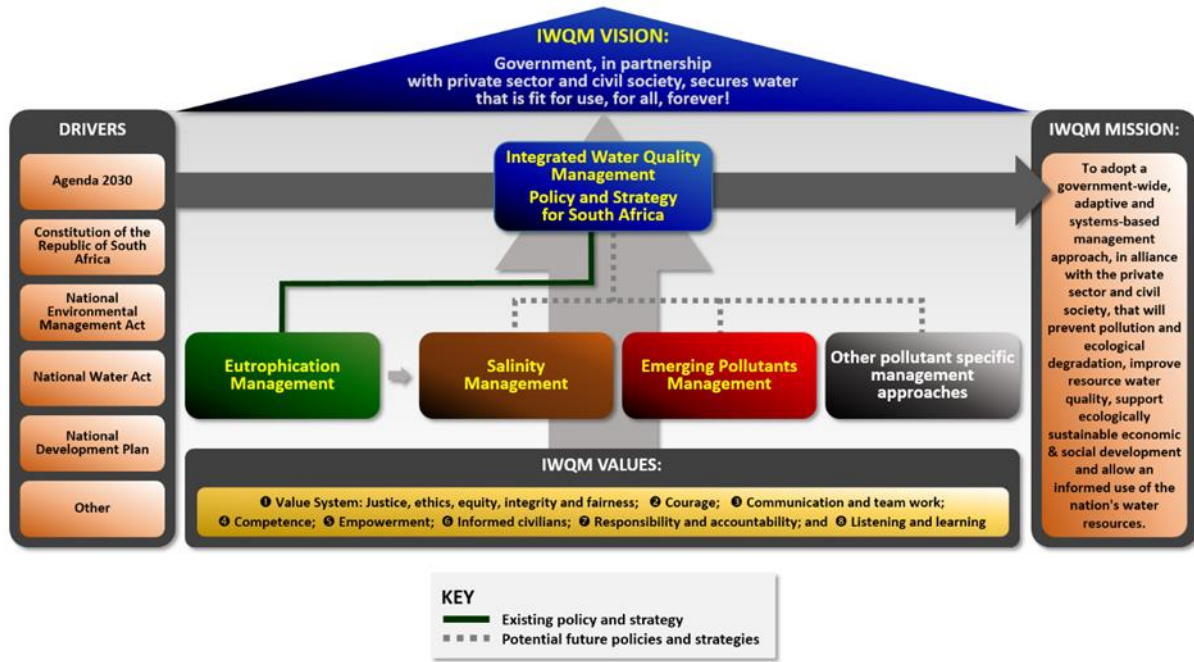 IWQM VISION:
Government, in partnership
with private sector and civil society, secures water
that is fit for use, for all, forever!
DRIVERS
Agenda 2030
Constitution of the
Republic of South
Africa
National
Environmental
Management Act
National Water Act
National
Development Plan
Other
Integrated Water Quality
Management
Policy and Strategy
for South Africa
Eutrophication
Management
Salinity
Management
Emerging Pollutants
Management
Other pollutant specific
management
approaches
IWQM VALUES:
❶ Value System: Justice, ethics, equity, integrity and fairness; ❷ Courage; ❸ Communication and team work;
❹ Competence; ❺ Empowerment; ❻ Informed civilians; ❼ Responsibility and accountability; and ❽ Listening and learning
IWQM MISSION:
To adopt a
government-wide,
adaptive and
systems-based
management
approach, in alliance
with the private
sector and civil
society, that will
prevent pollution and
ecological
degradation, improve
resource water
quality, support
ecologically
sustainable economic
& social development
and allow an
informed use of the
nation's water
resources.
KEY
Existing policy and strategy
Potential future policies and strategies